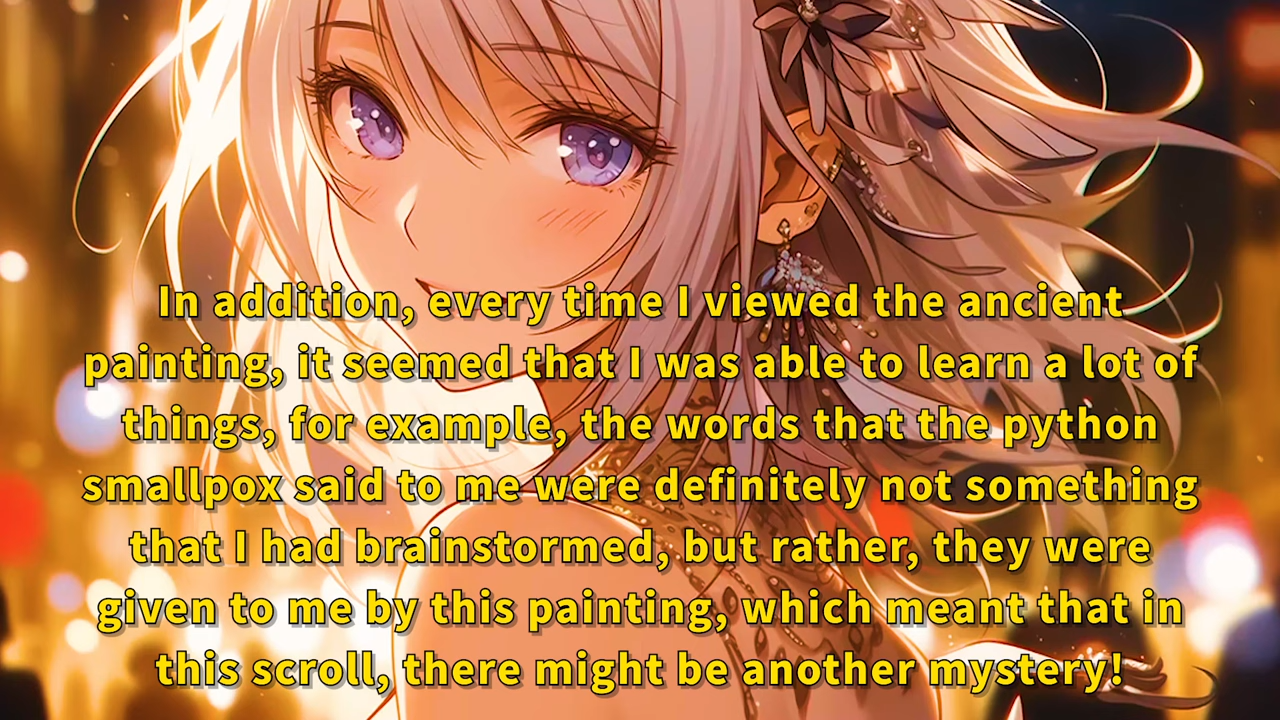 In addition, every time I viewed the ancient
painting, it seemed that I was able to learn a lot of
things, for example, the words that the python
smallpox said to me were definitely not something
that I had brainstormed, but rather, they were
given to me by this painting, which meant that in
this scroll, there might be another mystery!